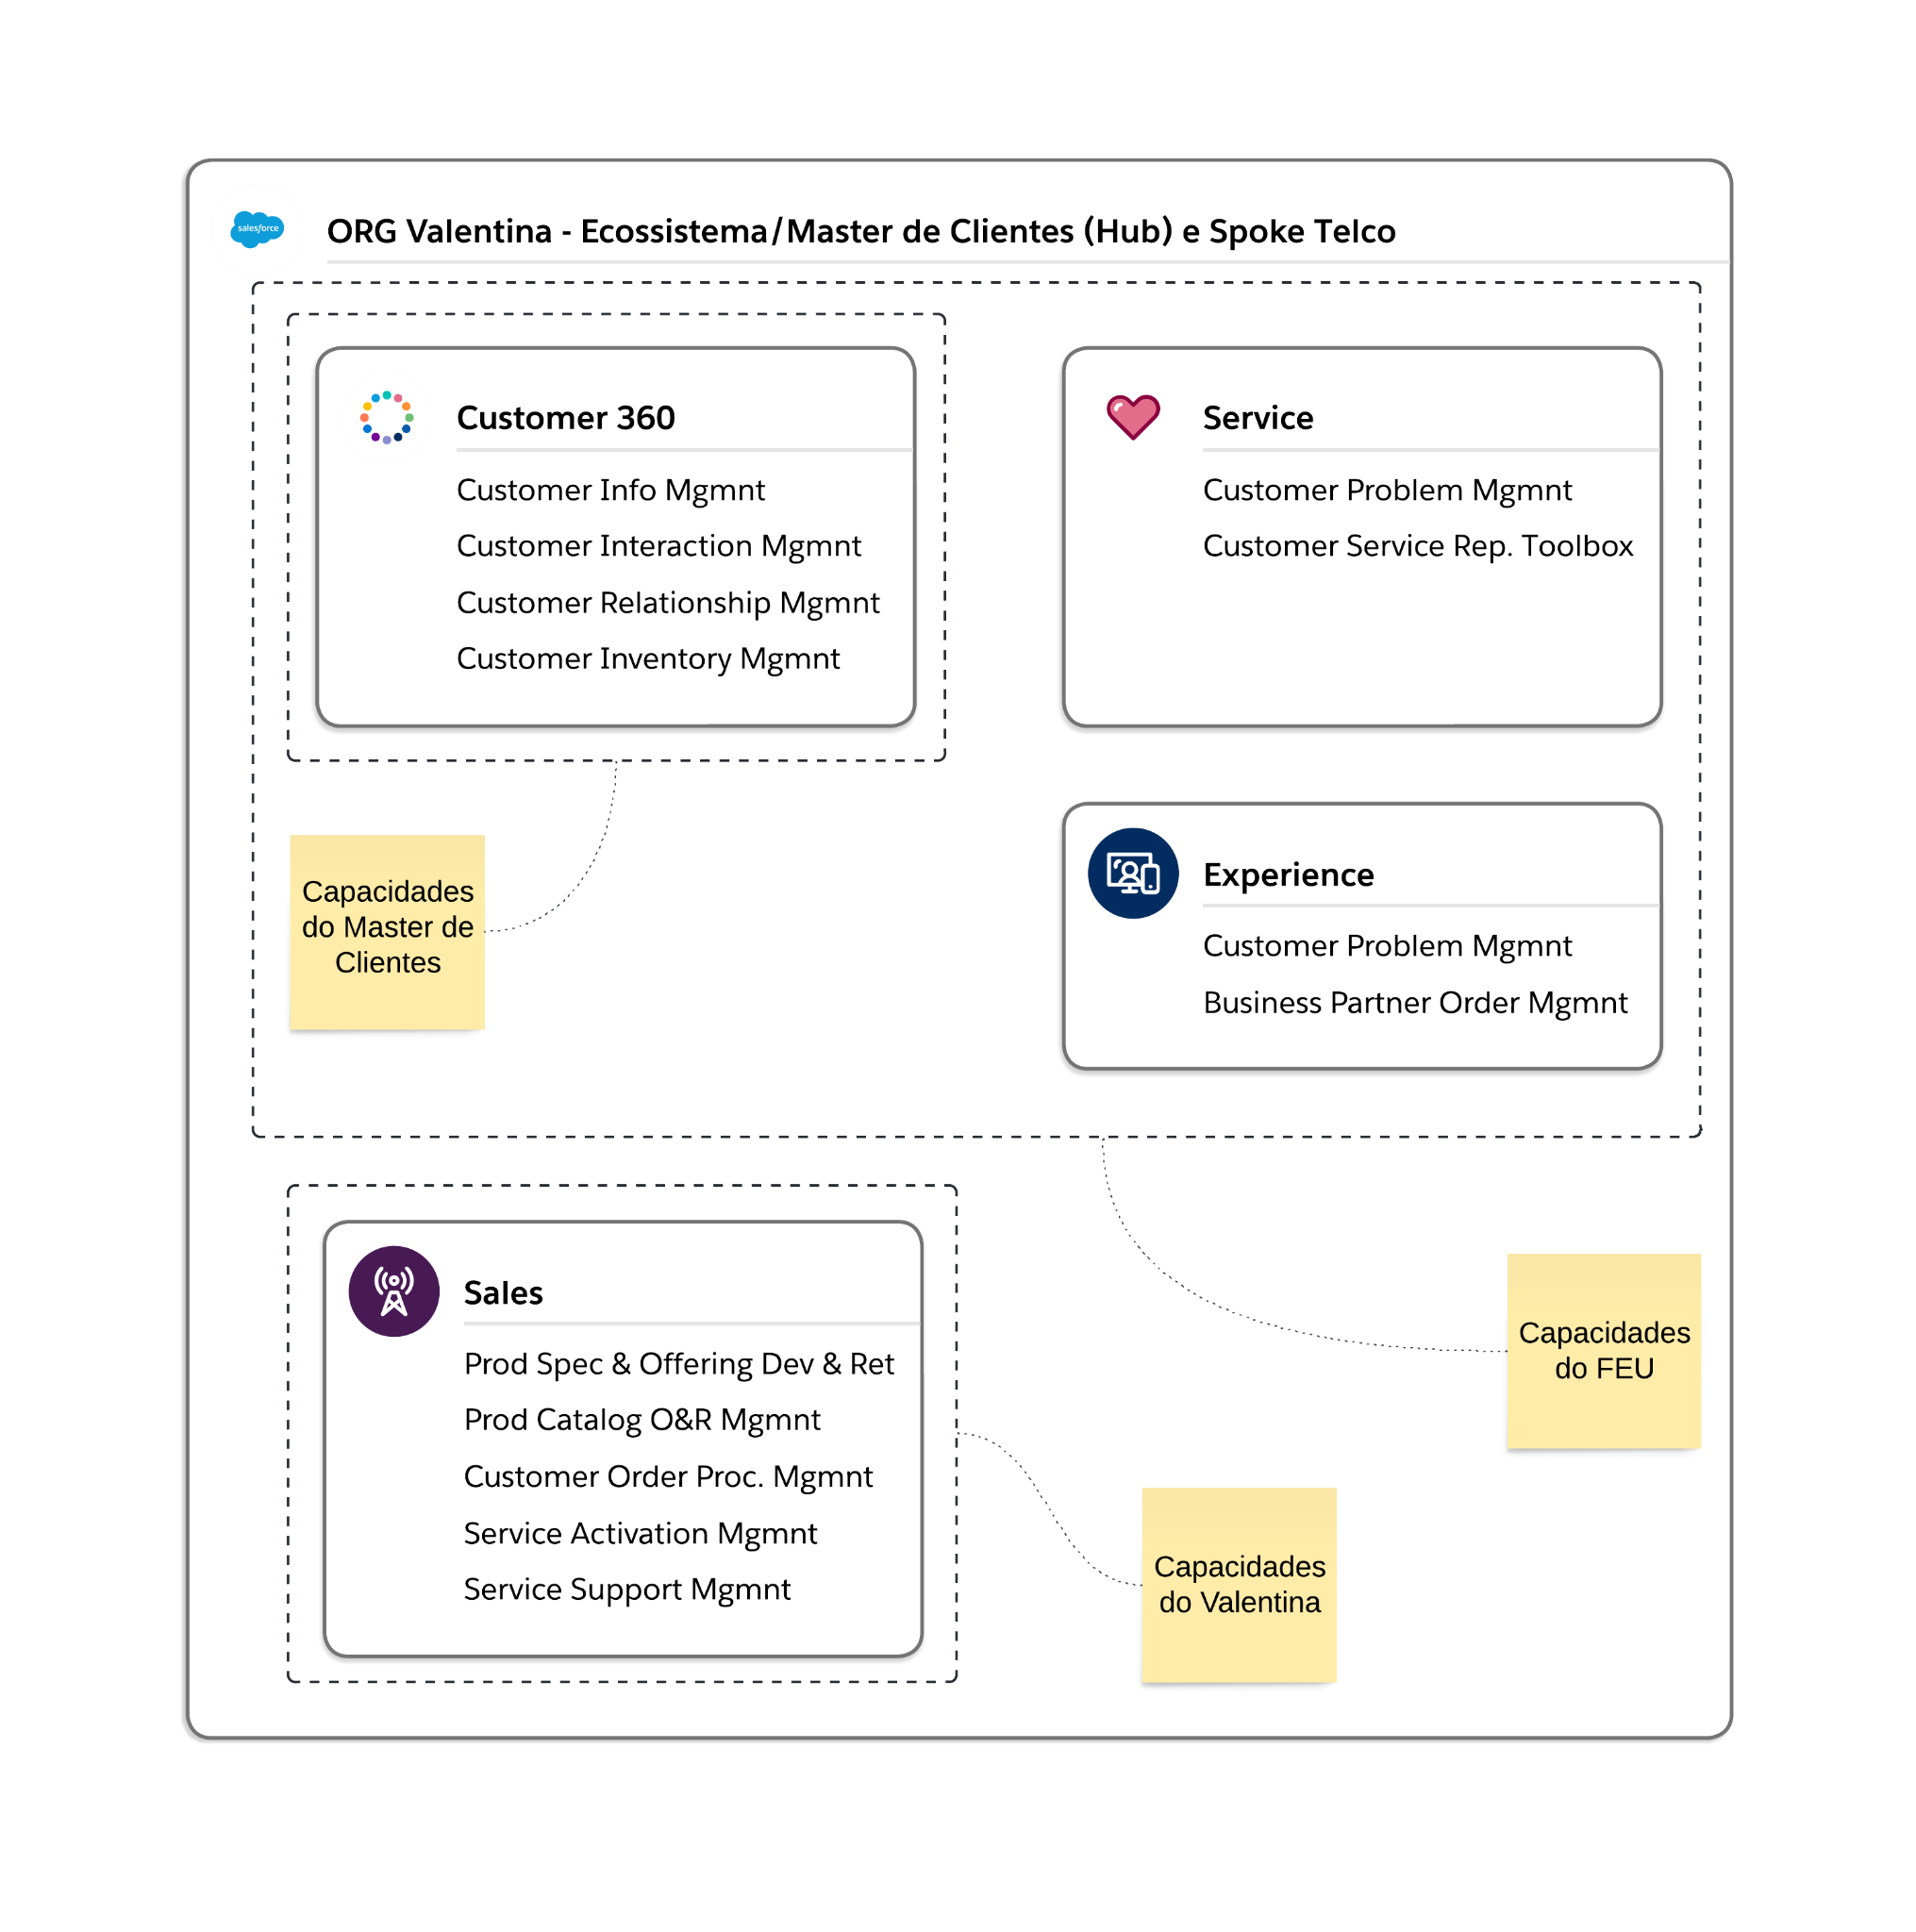 salesforce
ORG Valentina - Ecossistema/Master de Clientes (Hub) e Spoke Telco
Customer 360
Customer Info Mgmnt
Customer Interaction Mgmnt
Customer Relationship Mgmnt
Customer Inventory Mgmnt
Service
Customer Problem Mgmnt
Customer Service Rep. Toolbox
Capacidades
do Master de
Clientes
Experience
Customer Problem Mgmnt
Business Partner Order Mgmnt
Sales
Prod Spec & Offering Dev & Ret
Prod Catalog O&R Mgmnt
Customer Order Proc. Mgmnt
Service Activation Mgmnt
Service Support Mgmnt
Capacidades
do FEU
Capacidades
do Valentina